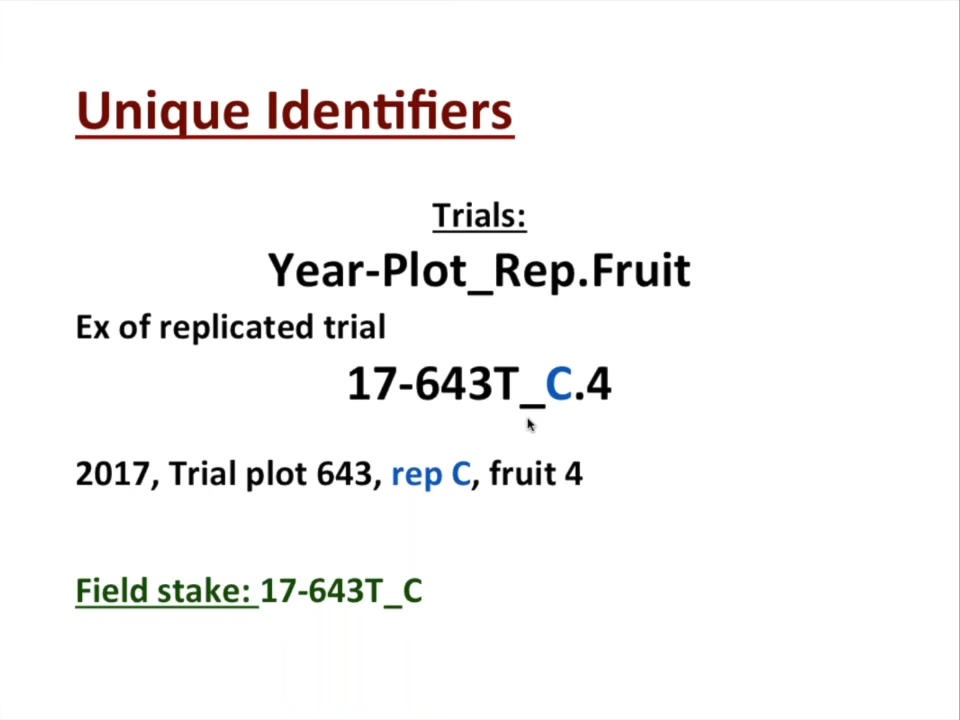 Unique Identifiers
Trials:
Year-Plot_Rep.Fruit
Ex of replicated trial
17-643T_C.4
2017, Trial plot 643, rep C, fruit 4
Field stake: 17-643T_C